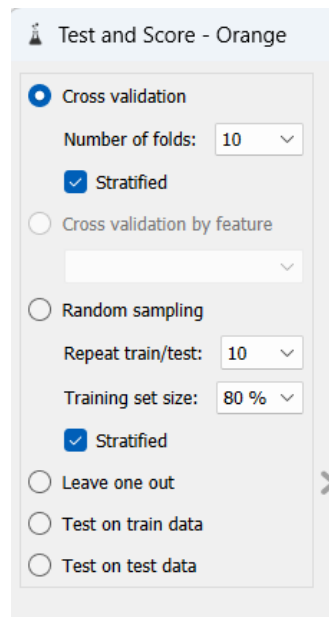 Test and Score - Orange
Cross validation
Number of folds: 10
Stratified
Cross validation by feature
Random sampling
Repeat train/test: 10
Training set size: 80 %
Stratified
Leave one out
Test on train data
Test on test data